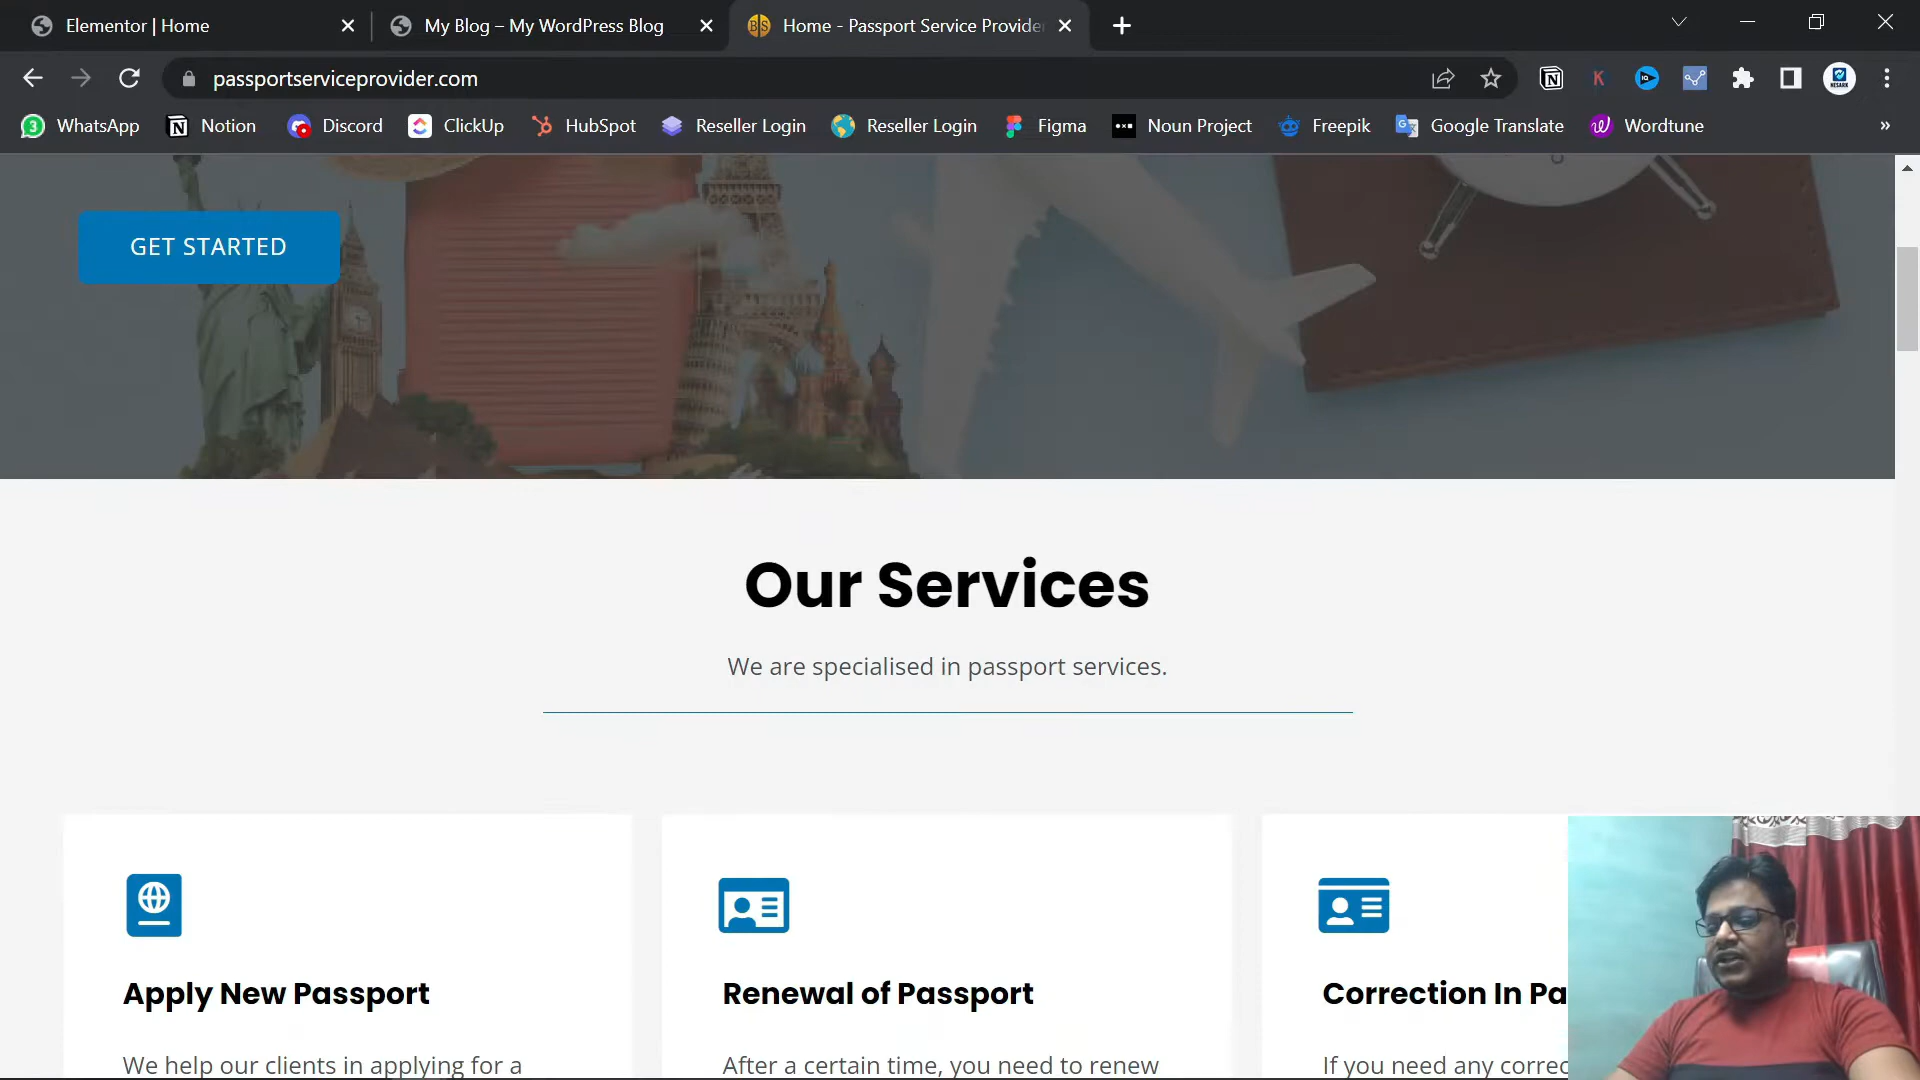 Elementor | Home
My Blog – My WordPress Blog
Home - Passport Service Provide
passportserviceprovider.com
WhatsApp
Notion
Discord
ClickUp
HubSpot
Reseller Login
Reseller Login
Figma
Noun Project
Freepik
Google Translate
Wordtune
»
GET STARTED
Our Services
We are specialised in passport services.
Apply New Passport
Renewal of Passport
Correction In Pa
We help our clients in applying for a
After a certain time, you need to renew
If you need any correc